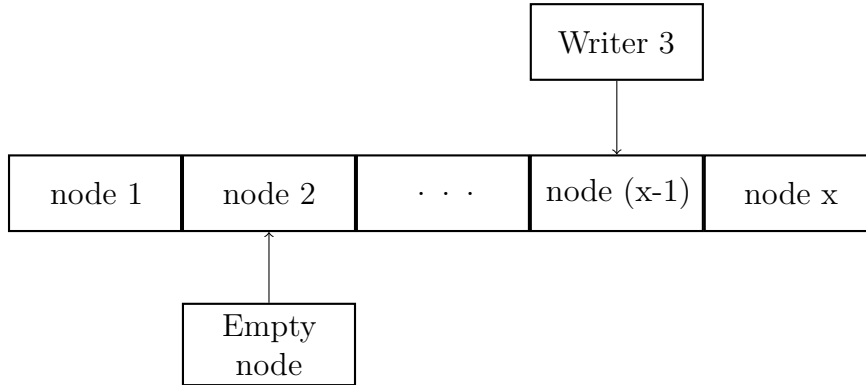 Writer 3
node 1 node 2 · · · node (x-1) node x
Empty
node